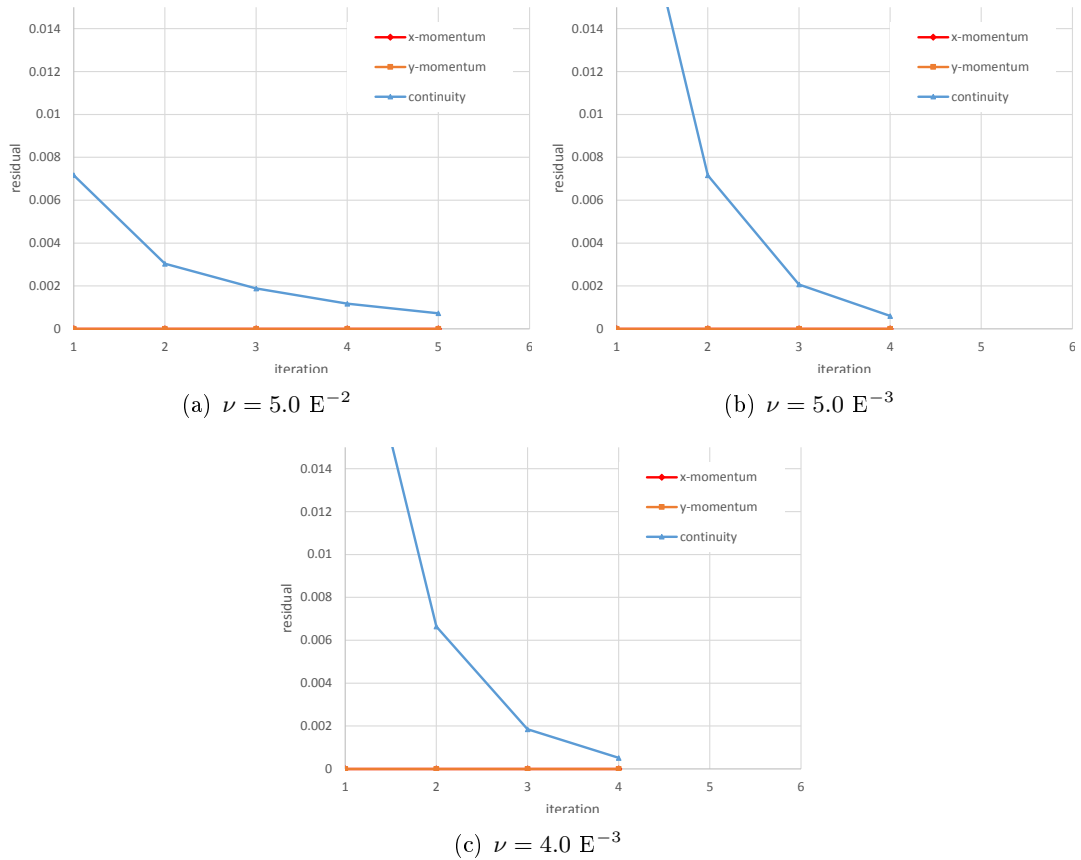 0.014
0.012
0.01
0.008
0.006
0.004
0.002
0
residual
1 2 3 4 5 6
iteration
x-momentum
y-momentum
continuity
(a) ν = 5.0 E⁻²
0.014
0.012
0.01
0.008
0.006
0.004
0.002
0
residual
1 2 3 4 5 6
iteration
x-momentum
y-momentum
continuity
(b) ν = 5.0 E⁻³
0.014
0.012
0.01
0.008
0.006
0.004
0.002
0
residual
1 2 3 4 5 6
iteration
x-momentum
y-momentum
continuity
(c) ν = 4.0 E⁻³